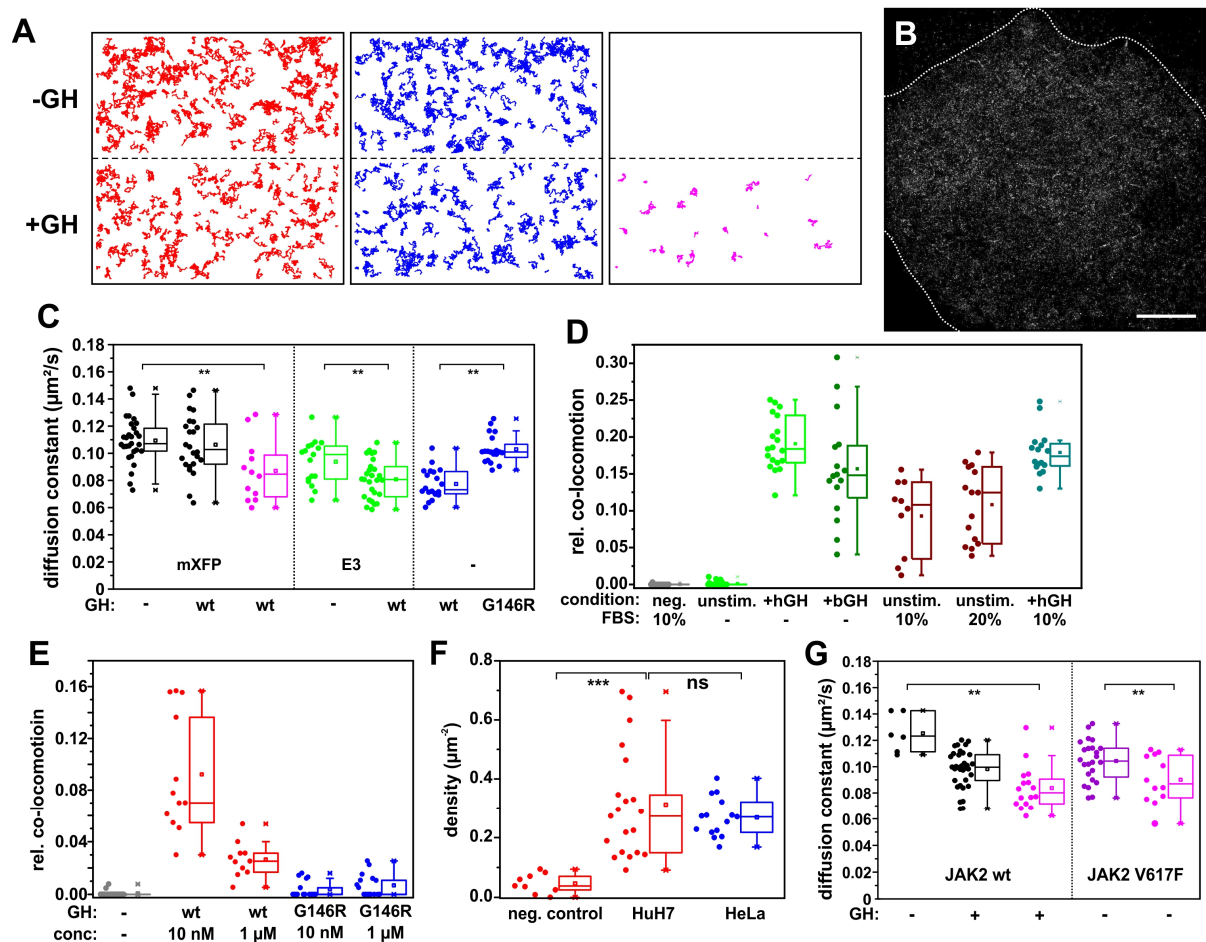 A
-GH
+GH
B
C
diffusion constant (µm²/s)
0.18
0.16
0.14
0.12
0.10
0.08
0.06
0.04
0.02
0
**
**
**
mXFP
E3
-
GH: - wt wt - wt wt G146R
D
rel. co-locomotion
0.30
0.25
0.20
0.15
0.10
0.05
0.00
condition: neg. unstim. +hGH +bGH unstim. unstim. +hGH
FBS: 10% - - - 10% 20% 10%
E
rel. co-locomotioin
0.16
0.12
0.08
0.04
0.00
GH: - wt wt G146R G146R
conc: - 10 nM 1 µM 10 nM 1 µM
F
density (µm⁻²)
0.8
0.6
0.4
0.2
0.0
***
ns
neg. control HuH7 HeLa
G
diffusion constant (µm²/s)
0.18
0.16
0.14
0.12
0.10
0.08
0.06
0.04
0.02
0
**
**
JAK2 wt
JAK2 V617F
GH: - + + - -